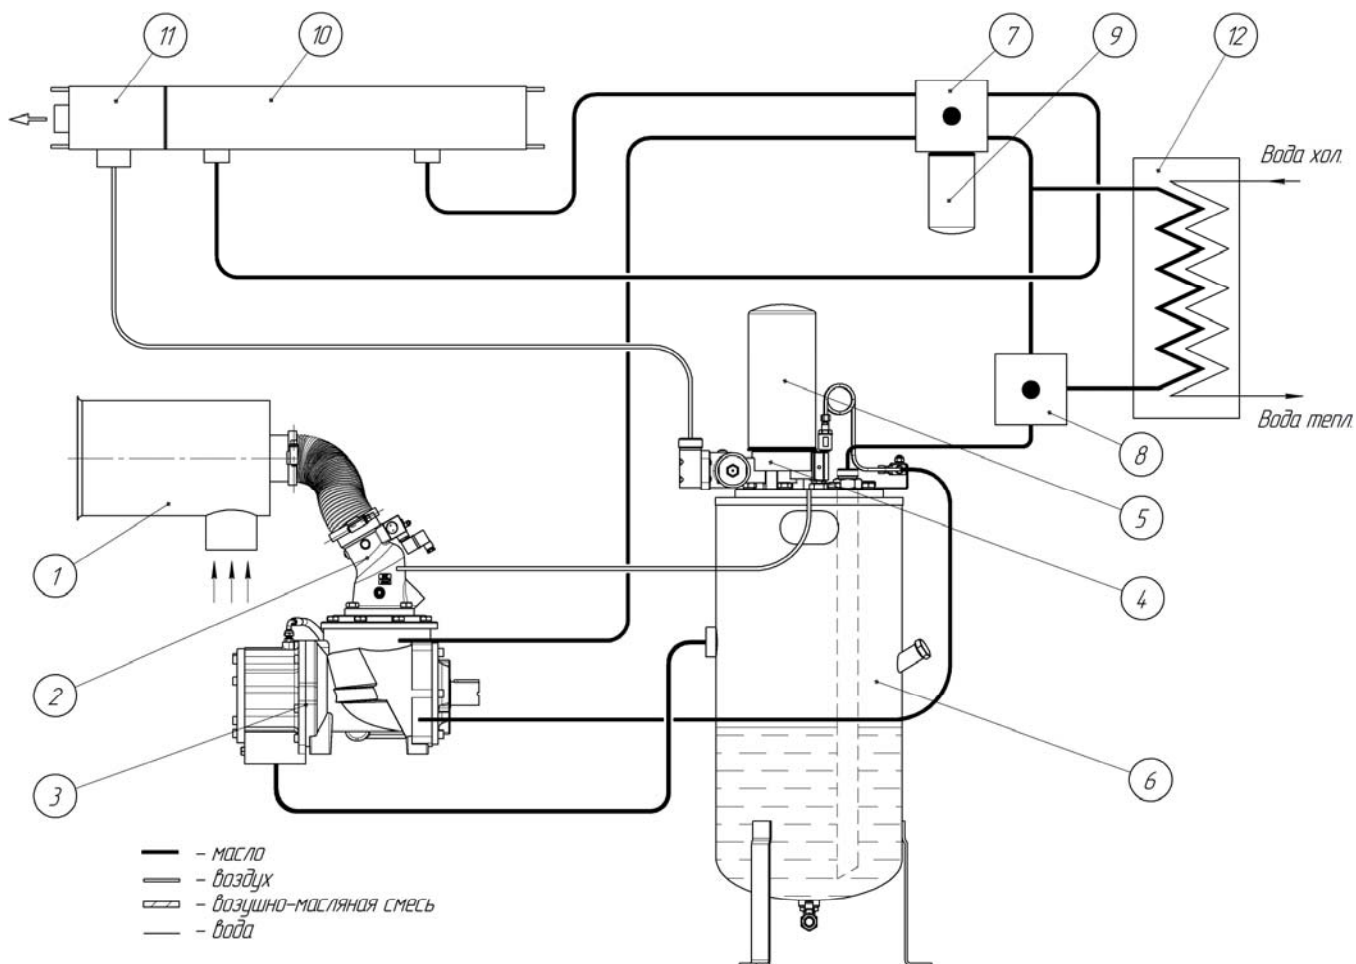 11
10
7
9
12
Вода хол.
Вода тепл.
8
5
1
4
2
6
3
– масло
– воздух
– возушно-масляная смесь
– вода